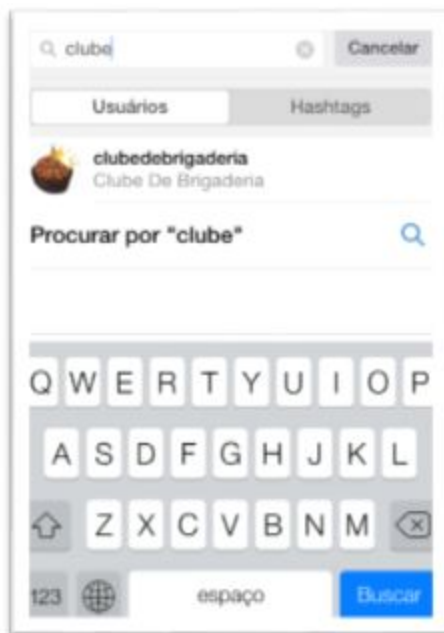 clube Cancelar
Usuários Hashtags
clubedebrigaderia
Clube De Brigaderia
Procurar por "clube"
Q W E R T Y U I O P
A S D F G H J K L
Z X C V B N M
123 espaço Buscar